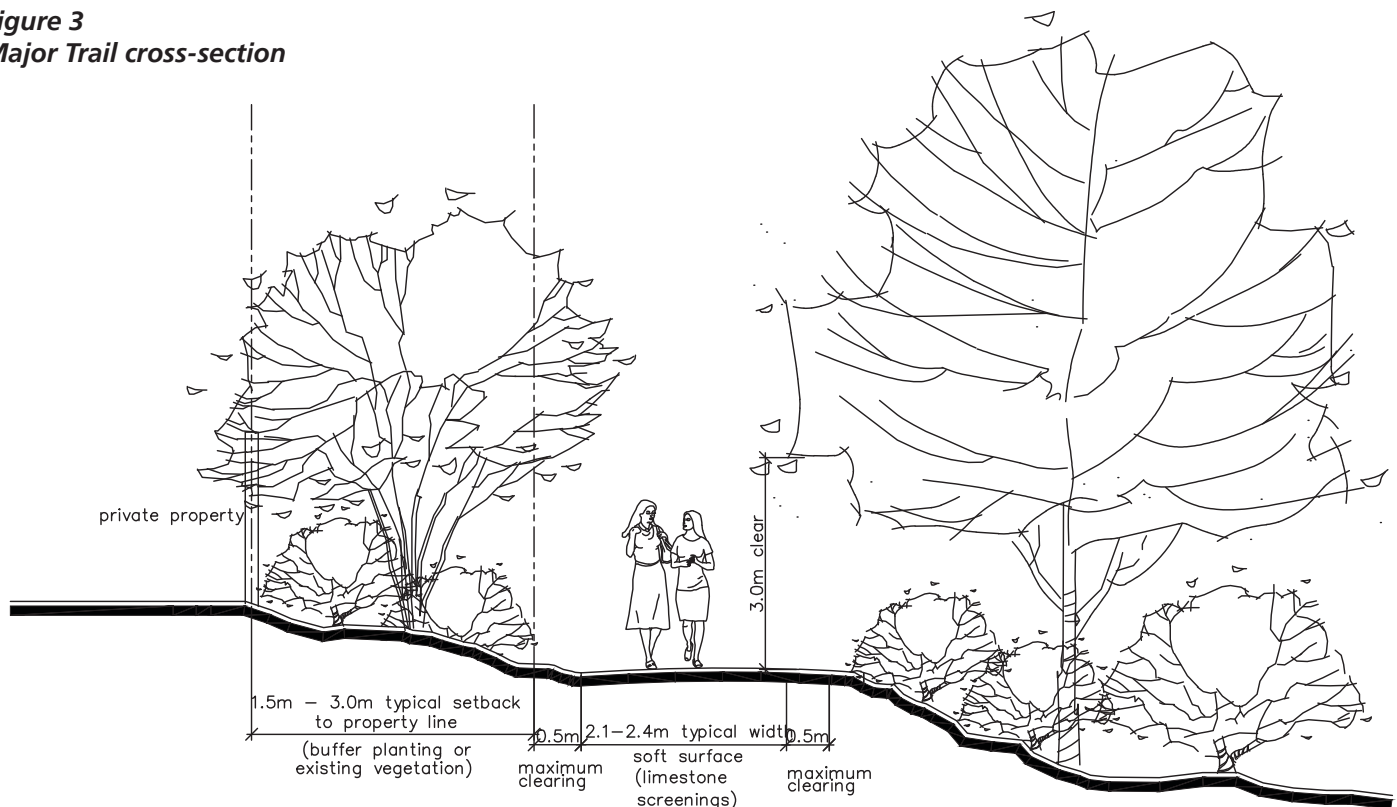 igure 3
Major Trail cross-section
private property
3.0m clear
1.5m – 3.0m typical setback
to property line
(buffer planting or
existing vegetation)
0.5m
maximum
clearing
2.1–2.4m typical width
soft surface
(limestone
screenings)
0.5m
maximum
clearing